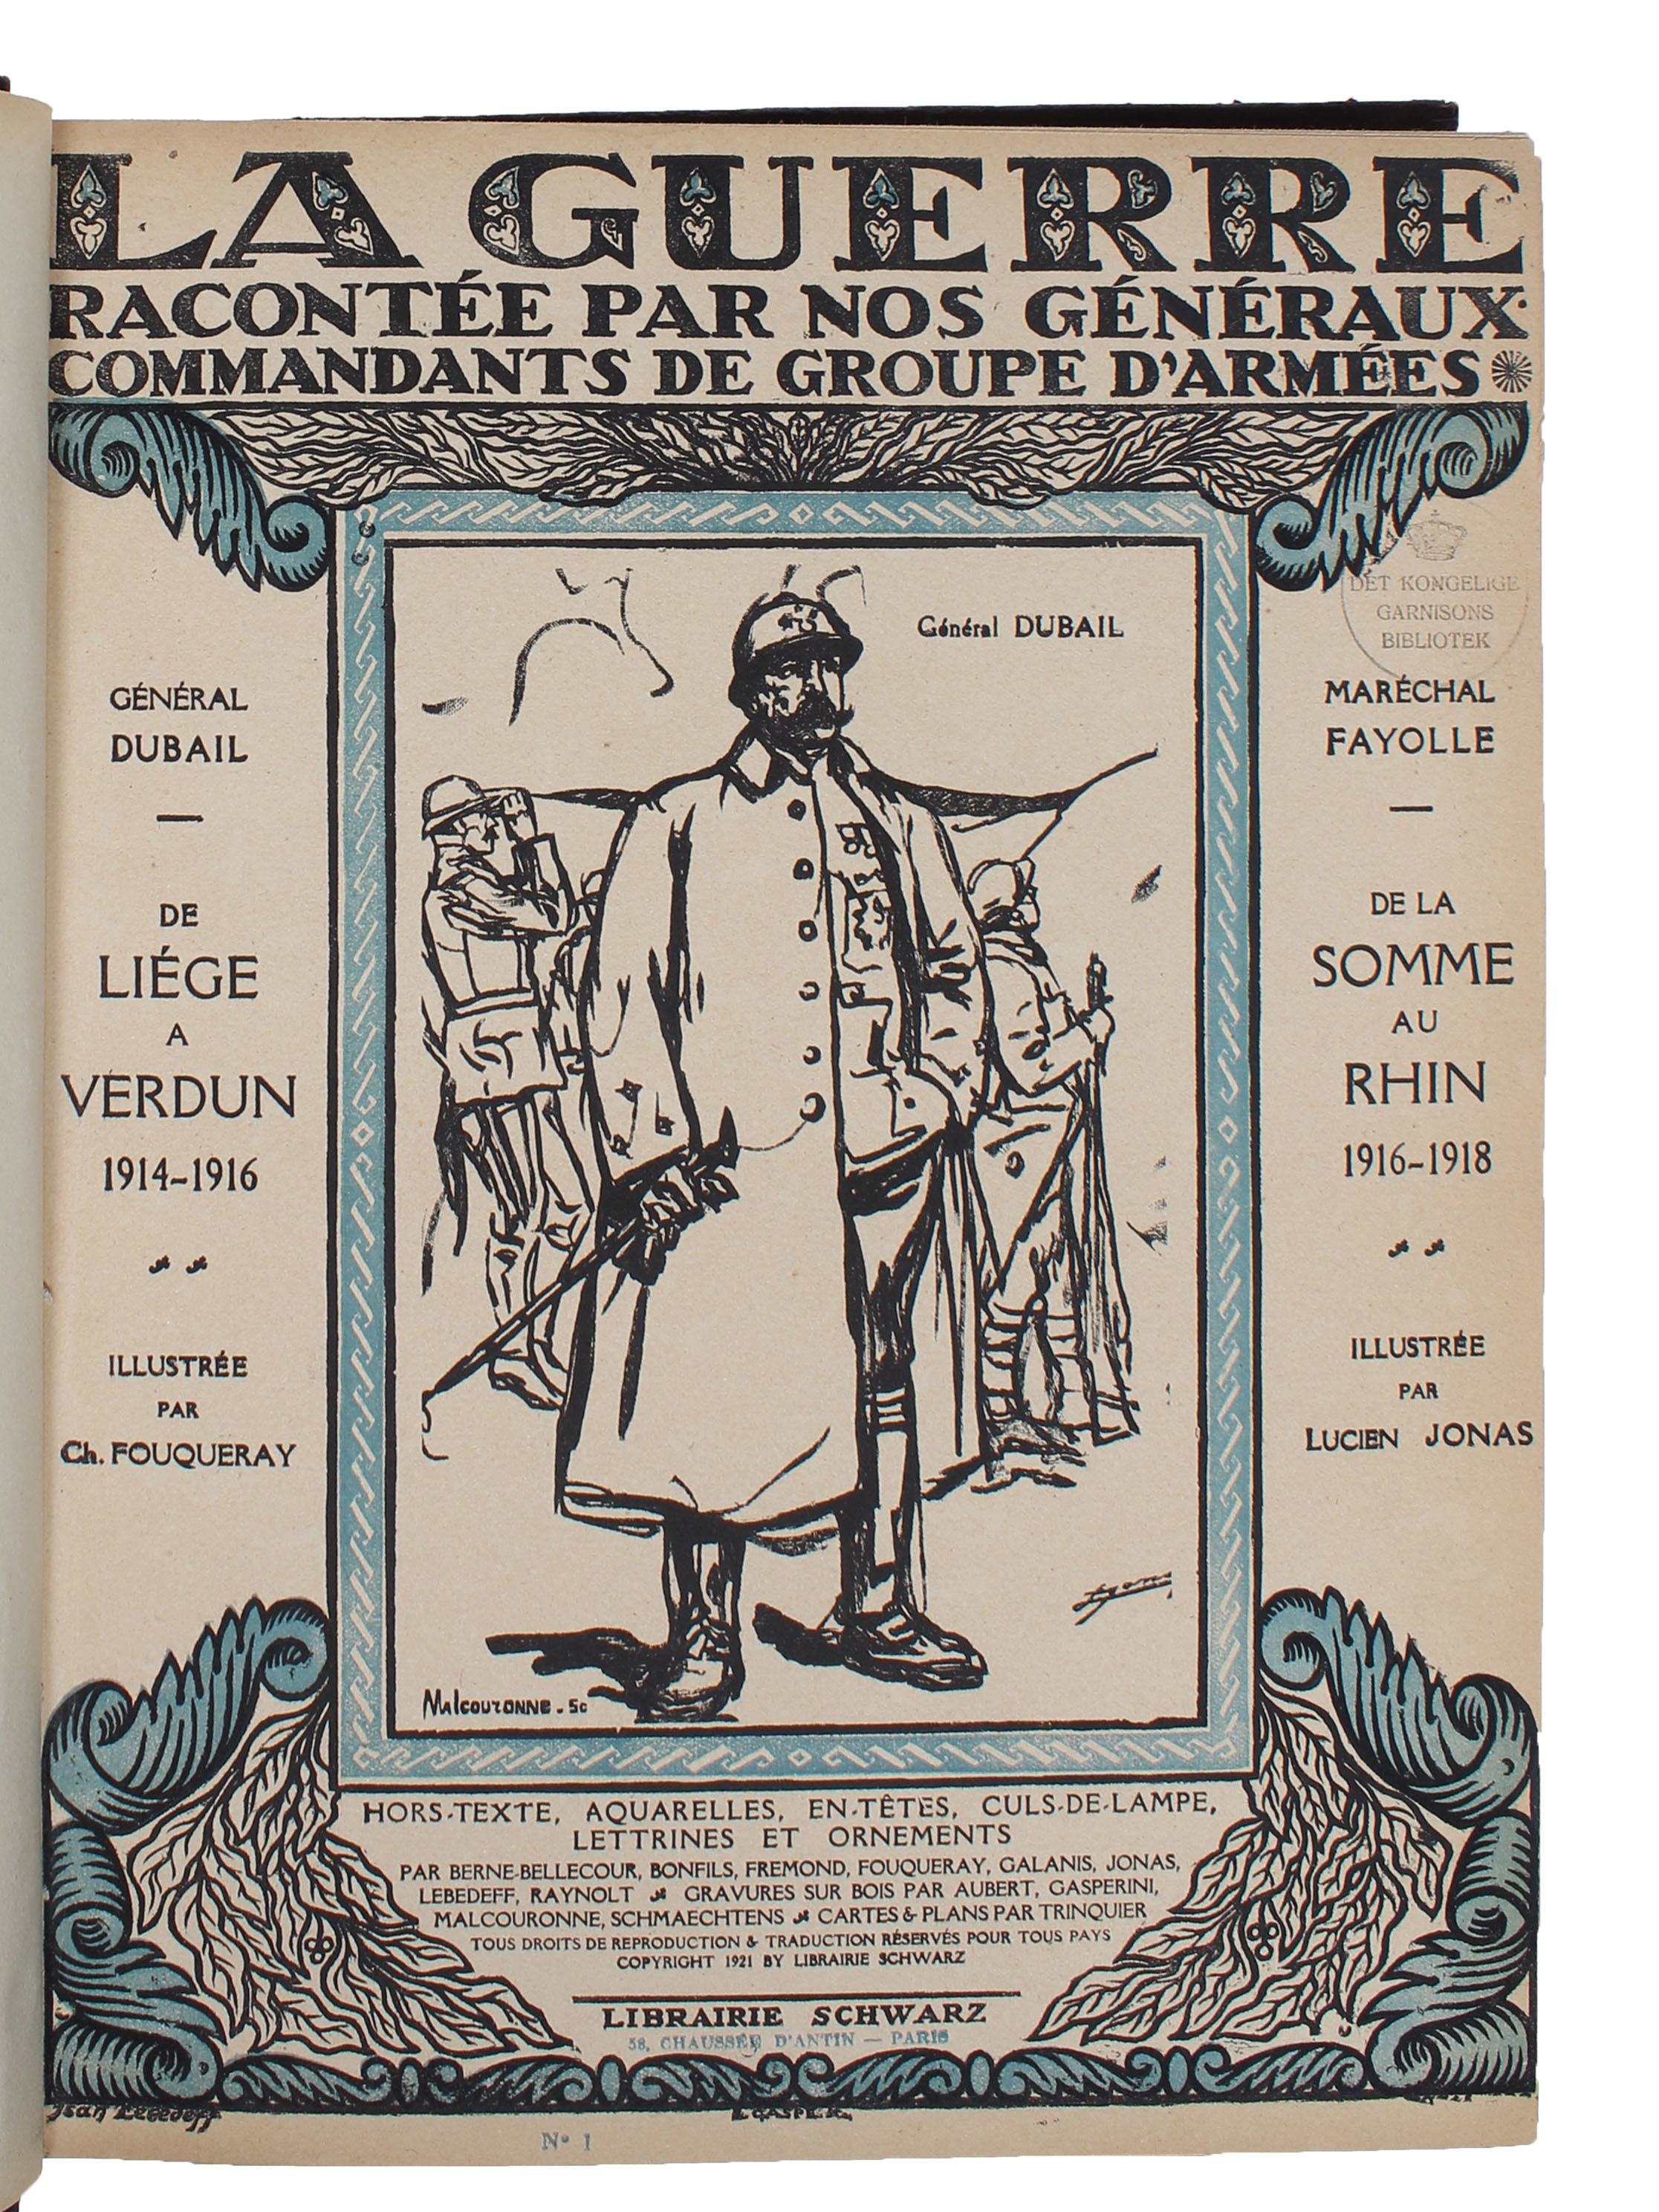 LA GUERRE
RACONTÉE PAR NOS GÉNÉRAUX
COMMANDANTS DE GROUPE D'ARMÉES
GÉNÉRAL
DUBAIL
—
DE
LIÉGE
A
VERDUN
1914-1916
ILLUSTRÉE
PAR
Ch. FOUQUERAY
Général DUBAIL
Malcouronne. Sc
DET KONGELIGE
GARNISONS
BIBLIOTEK
MARÉCHAL
FAYOLLE
—
DE LA
SOMME
AU
RHIN
1916-1918
ILLUSTRÉE
PAR
LUCIEN JONAS
HORS-TEXTE, AQUARELLES, EN-TÊTES, CULS-DE-LAMPE,
LETTRINES ET ORNEMENTS
PAR BERNE-BELLECOUR, BONFILS, FREMOND, FOUQUERAY, GALANIS, JONAS,
LEBEDEFF, RAYNOLT GRAVURES SUR BOIS PAR AUBERT, GASPERINI,
MALCOURONNE, SCHMAECHTENS CARTES & PLANS PAR TRINQUIER
TOUS DROITS DE REPRODUCTION & TRADUCTION RÉSERVÉS POUR TOUS PAYS
COPYRIGHT 1921 BY LIBRAIRIE SCHWARZ
LIBRAIRIE SCHWARZ
58, CHAUSSÉE D'ANTIN — PARIS
Jean Lebedeff
N° 1